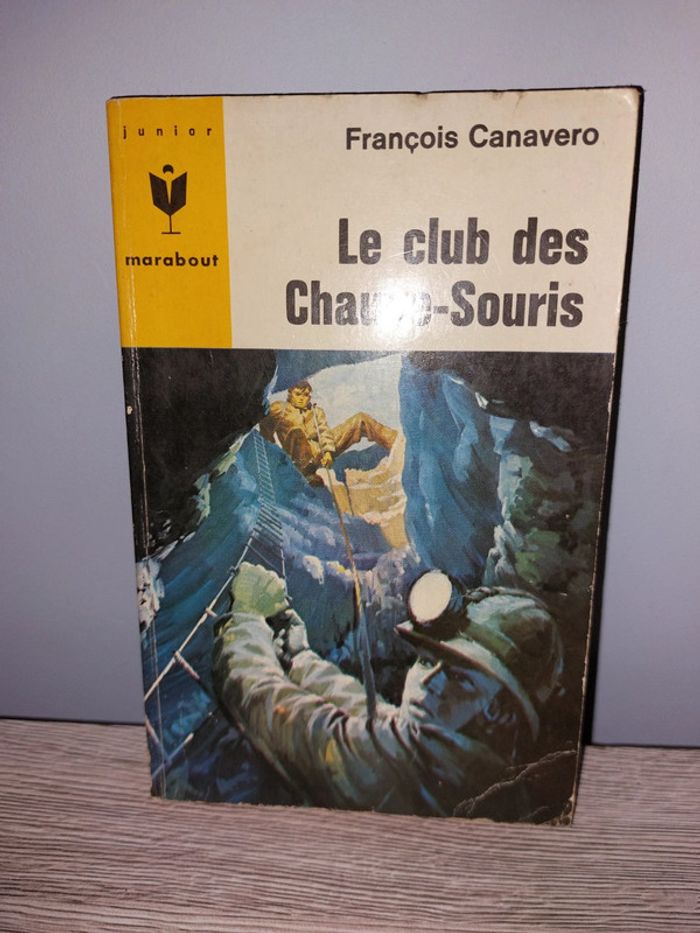 junior
marabout
François Canavero
Le club des
Chauve-Souris